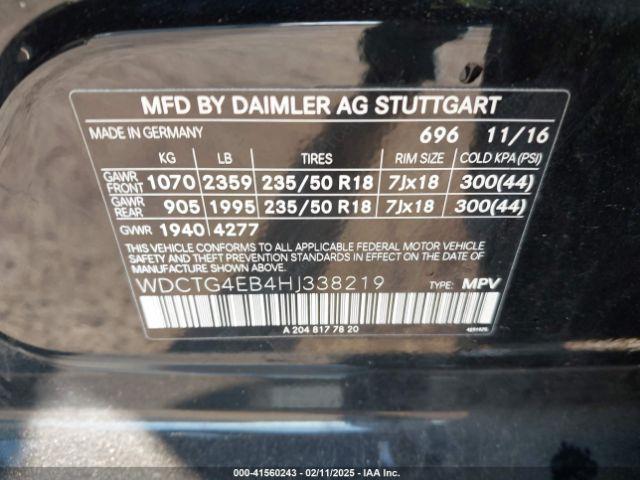 MFD BY DAIMLER AG STUTTGART
MADE IN GERMANY 696 11/16
KG LB TIRES RIM SIZE COLD KPA (PSI)
GAWR FRONT 1070 2359 235/50 R18 7Jx18 300(44)
GAWR REAR 905 1995 235/50 R18 7Jx18 300(44)
GVWR 1940 4277
THIS VEHICLE CONFORMS TO ALL APPLICABLE FEDERAL MOTOR VEHICLE
SAFETY AND THEFT PREVENTION STANDARDS IN EFFECT
ON THE DATE OF MANUFACTURE SHOWN ABOVE.
WDCTG4EB4HJ338219 TYPE: MPV
A 204 817 78 20
000-41560243 - 02/11/2025 - IAA Inc.